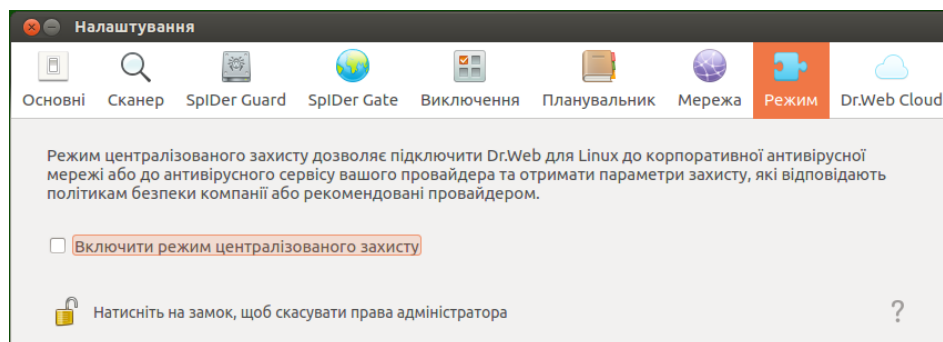 Налаштування
Основні Сканер SpIDer Guard SpIDer Gate Виключення Планувальник Мережа Режим Dr.Web Cloud
Режим централізованого захисту дозволяє підключити Dr.Web для Linux до корпоративної антивірусної
мережі або до антивірусного сервісу вашого провайдера та отримати параметри захисту, які відповідають
політикам безпеки компанії або рекомендовані провайдером.
Включити режим централізованого захисту
Натисніть на замок, щоб скасувати права адміністратора
?